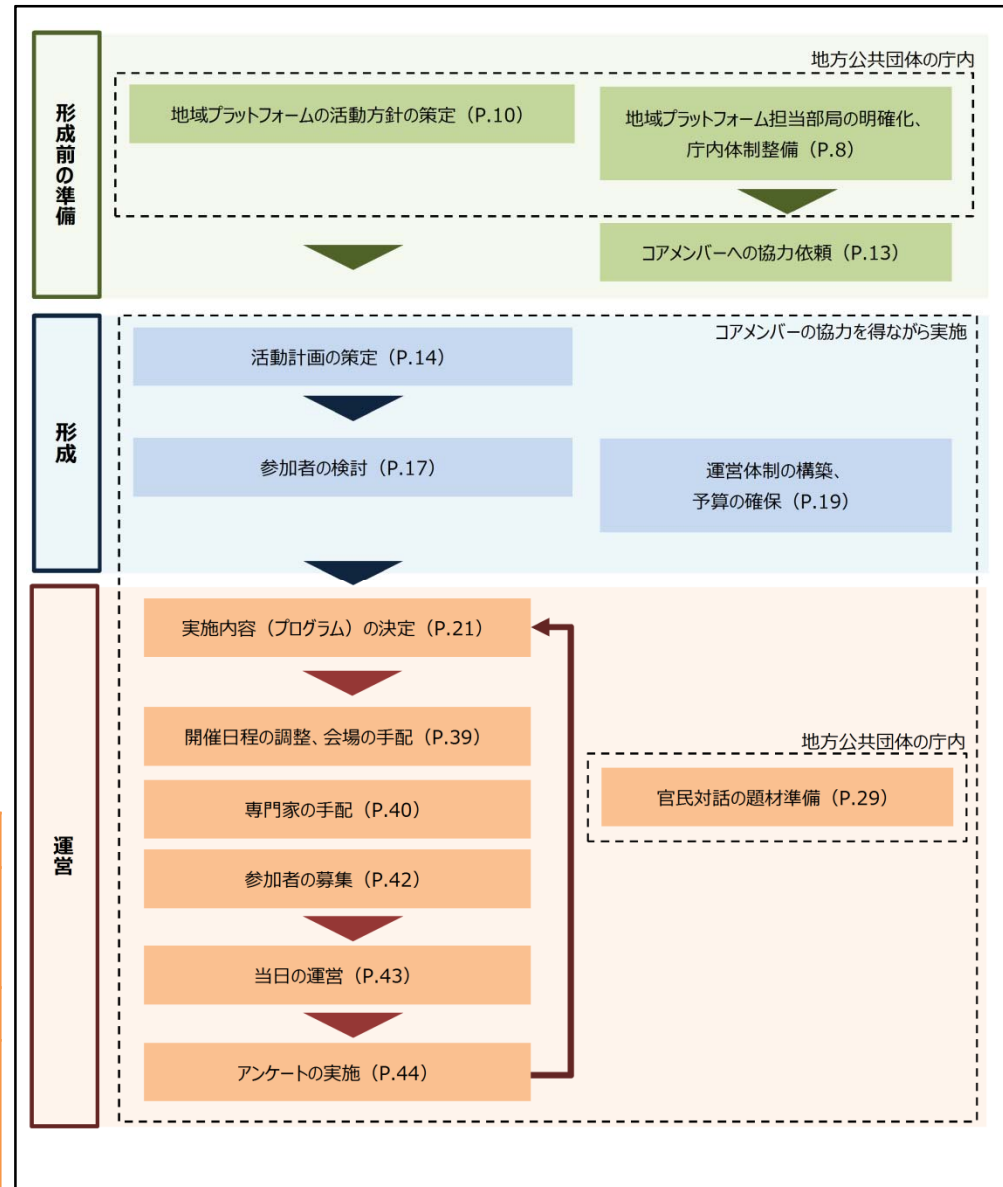 形成前の準備
地方公共団体の庁内
地域プラットフォームの活動方針の策定（P.10）
地域プラットフォーム担当部局の明確化、
庁内体制整備（P.8）
コアメンバーへの協力依頼（P.13）
形成
コアメンバーの協力を得ながら実施
活動計画の策定（P.14）
参加者の検討（P.17）
運営体制の構築、
予算の確保（P.19）
運営
実施内容（プログラム）の決定（P.21）
開催日程の調整、会場の手配（P.39）
専門家の手配（P.40）
参加者の募集（P.42）
当日の運営（P.43）
アンケートの実施（P.44）
地方公共団体の庁内
官民対話の題材準備（P.29）